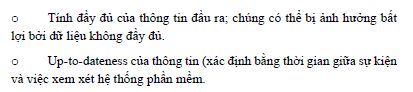 o Tính đầy đủ của thông tin đầu ra; chúng có thể bị ảnh hưởng bất
lợi bởi dữ liệu không đầy đủ.
o Up-to-dateness của thông tin (xác định bằng thời gian giữa sự kiện
và việc xem xét hệ thống phần mềm.